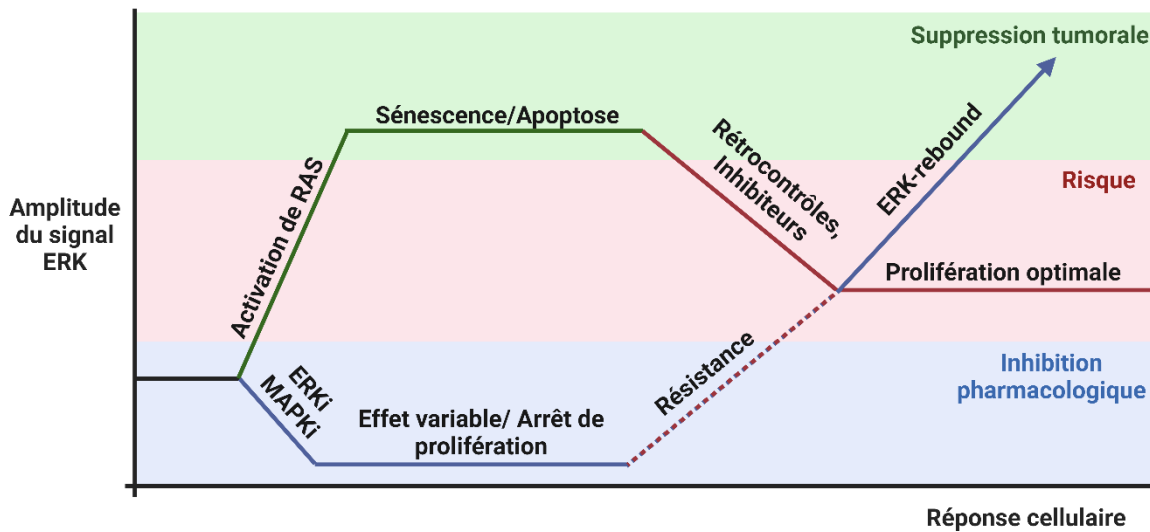 Suppression tumorale
Sénescence/Apoptose
Activation de RAS
Rétrocontrôles,
Inhibiteurs
ERK-rebound
Risque
Amplitude
du signal
ERK
Prolifération optimale
ERKi
MAPKi
Effet variable/ Arrêt de
prolifération
Résistance
Inhibition
pharmacologique
Réponse cellulaire